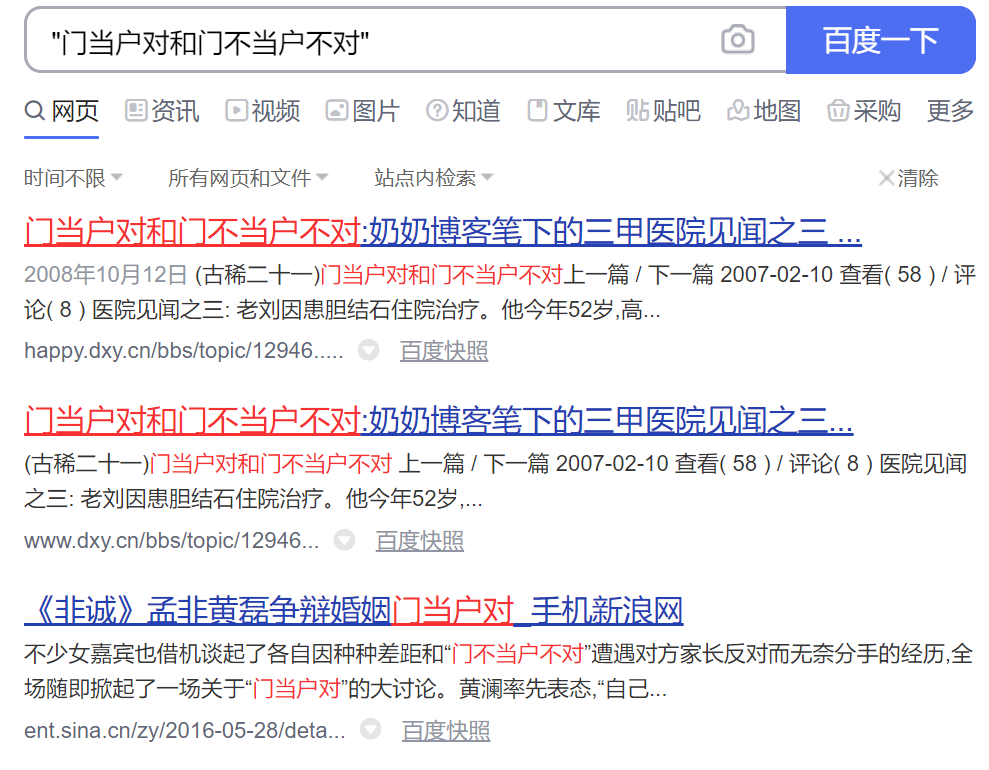 "门当户对和门不当户不对"
百度一下
网页 资讯 视频 图片 知道 文库 贴吧 地图 采购 更多
时间不限 所有网页和文件 站点内检索 清除
门当户对和门不当户不对:奶奶博客笔下的三甲医院见闻之三 ...
2008年10月12日 (古稀二十一)门当户对和门不当户不对上一篇 / 下一篇 2007-02-10 查看( 58 ) / 评
论( 8 ) 医院见闻之三: 老刘因患胆结石住院治疗。他今年52岁,高...
happy.dxy.cn/bbs/topic/12946..... 百度快照
门当户对和门不当户不对:奶奶博客笔下的三甲医院见闻之三...
(古稀二十一)门当户对和门不当户不对 上一篇 / 下一篇 2007-02-10 查看( 58 ) / 评论( 8 ) 医院见闻
之三: 老刘因患胆结石住院治疗。他今年52岁,...
www.dxy.cn/bbs/topic/12946... 百度快照
《非诚》孟非黄磊争辩婚姻门当户对_手机新浪网
不少女嘉宾也借机谈起了各自因种种差距和“门不当户不对”遭遇对方家长反对而无奈分手的经历,全
场随即掀起了一场关于“门当户对”的大讨论。黄澜率先表态,“自己...
ent.sina.cn/zy/2016-05-28/deta... 百度快照